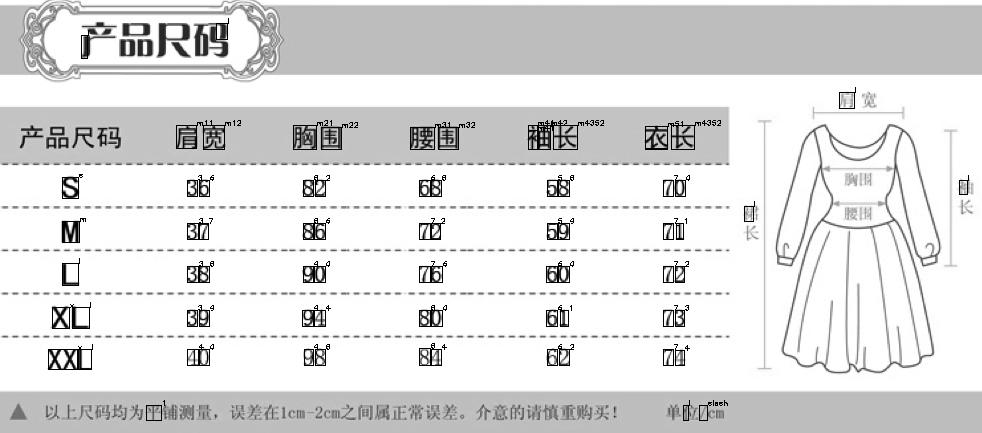 产品尺码
产品尺码 肩宽 胸围 腰围 袖长 衣长
S 36 82 68 58 70
M 37 86 72 59 71
L 38 90 76 60 72
XL 39 94 80 61 73
XXL 40 98 84 62 74
肩宽
胸围
腰围
袖长
裙长
▲ 以上尺码均为平铺测量，误差在1cm-2cm之间属正常误差。介意的请慎重购买！ 单位/cm